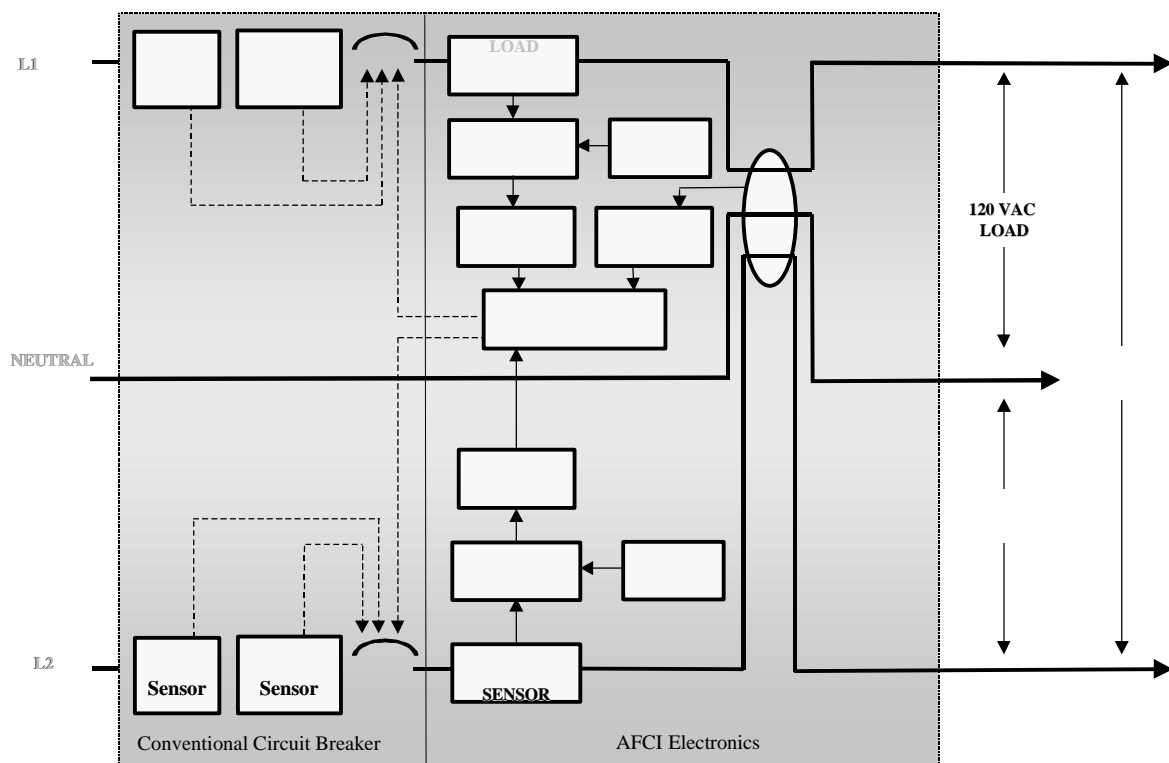 L1
LOAD
120 VAC
LOAD
NEUTRAL
L2
Sensor
Sensor
SENSOR
Conventional Circuit Breaker
AFCI Electronics